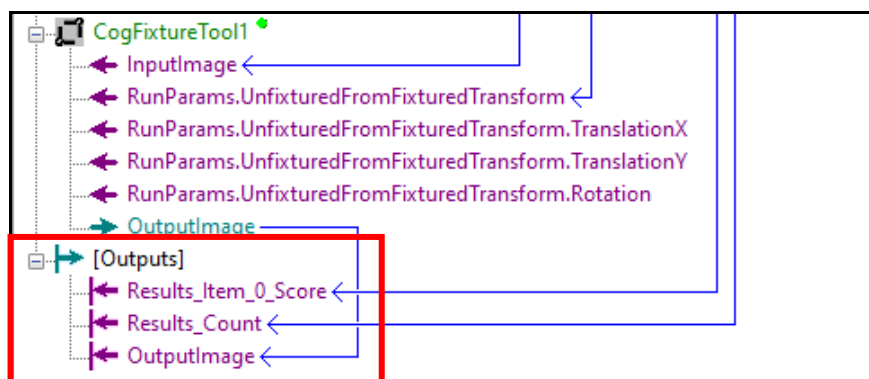 CogFixtureTool1
InputImage
RunParams.UnfixturedFromFixturedTransform
RunParams.UnfixturedFromFixturedTransform.TranslationX
RunParams.UnfixturedFromFixturedTransform.TranslationY
RunParams.UnfixturedFromFixturedTransform.Rotation
OutputImage
[Outputs]
Results_Item_0_Score
Results_Count
OutputImage